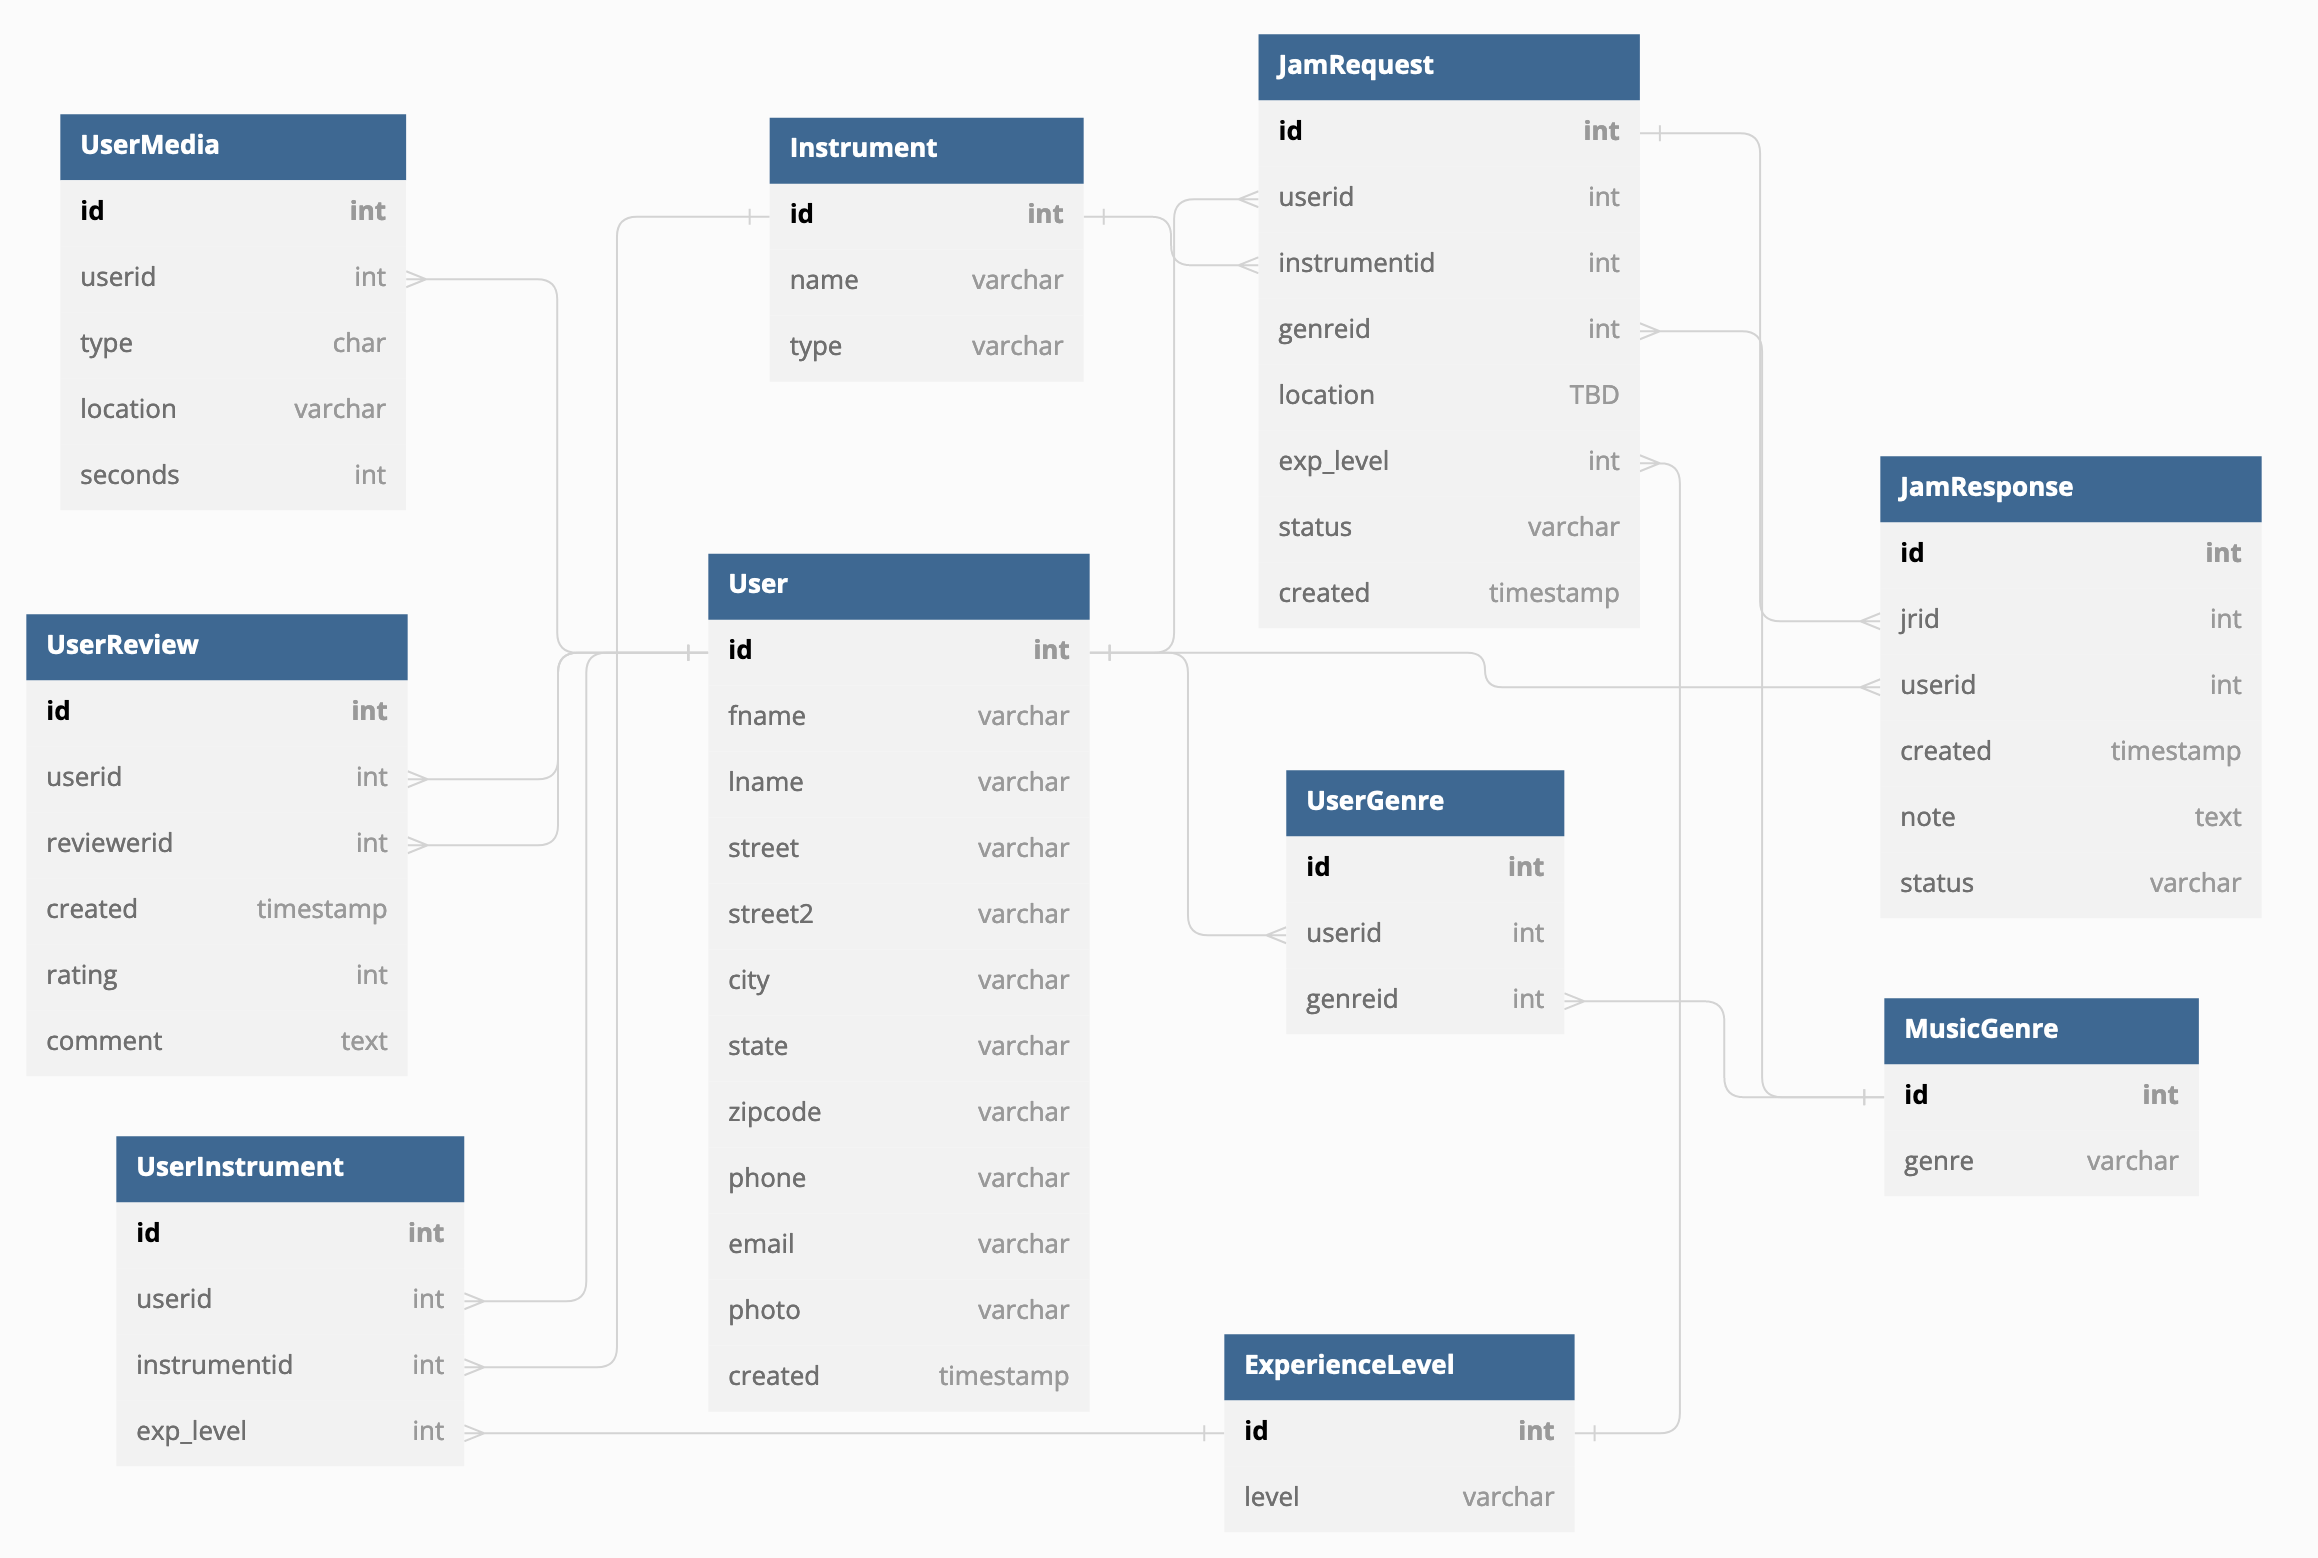 UserMedia
id int
userid int
type char
location varchar
seconds int
Instrument
id int
name varchar
type varchar
JamRequest
id int
userid int
instrumentid int
genreid int
location TBD
exp_level int
status varchar
created timestamp
JamResponse
id int
jrid int
userid int
created timestamp
note text
status varchar
User
id int
fname varchar
lname varchar
street varchar
street2 varchar
city varchar
state varchar
zipcode varchar
phone varchar
email varchar
photo varchar
created timestamp
UserReview
id int
userid int
reviewerid int
created timestamp
rating int
comment text
UserGenre
id int
userid int
genreid int
MusicGenre
id int
genre varchar
UserInstrument
id int
userid int
instrumentid int
exp_level int
ExperienceLevel
id int
level varchar